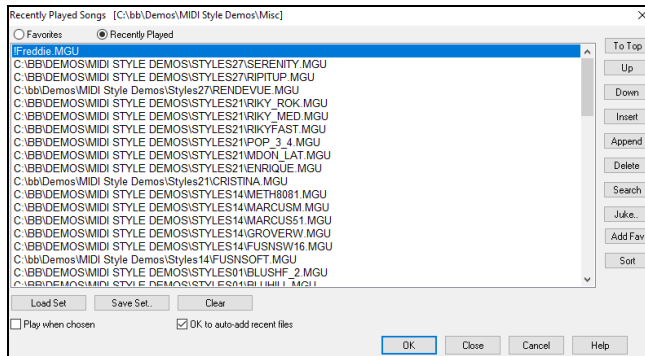 Recently Played Songs [C:\bb\Demos\MIDI Style Demos\Misc]
Favorites Recently Played
!Freddie.MGU
C:\BB\DEMOS\MIDI STYLE DEMOS\STYLES27\SERENITY.MGU
C:\BB\DEMOS\MIDI STYLE DEMOS\STYLES27\RIPITUP.MGU
C:\bb\Demos\MIDI Style Demos\Styles27\RENDEVUE.MGU
C:\BB\DEMOS\MIDI STYLE DEMOS\STYLES21\RIKY_ROK.MGU
C:\BB\DEMOS\MIDI STYLE DEMOS\STYLES21\RIKY_MED.MGU
C:\BB\DEMOS\MIDI STYLE DEMOS\STYLES21\RIKYFAST.MGU
C:\BB\DEMOS\MIDI STYLE DEMOS\STYLES21\POP_3_4.MGU
C:\BB\DEMOS\MIDI STYLE DEMOS\STYLES21\MDON_LAT.MGU
C:\BB\DEMOS\MIDI STYLE DEMOS\STYLES21\ENRIQUE.MGU
C:\bb\Demos\MIDI Style Demos\Styles21\CRISTINA.MGU
C:\BB\DEMOS\MIDI STYLE DEMOS\STYLES14\METH8081.MGU
C:\BB\DEMOS\MIDI STYLE DEMOS\STYLES14\MARCUSM.MGU
C:\BB\DEMOS\MIDI STYLE DEMOS\STYLES14\MARCUS51.MGU
C:\BB\DEMOS\MIDI STYLE DEMOS\STYLES14\GROVERW.MGU
C:\BB\DEMOS\MIDI STYLE DEMOS\STYLES14\FUSNSW16.MGU
C:\bb\Demos\MIDI Style Demos\Styles14\FUSNSOFT.MGU
C:\BB\DEMOS\MIDI STYLE DEMOS\STYLES01\BLUSHF_2.MGU
C:\BB\DEMOS\MIDI STYLE DEMOS\STYLES01\BLUHILL.MGU
To Top
Up
Down
Insert
Append
Delete
Search
Juke..
Add Fav
Sort
Load Set Save Set.. Clear
Play when chosen OK to auto-add recent files
OK Close Cancel Help